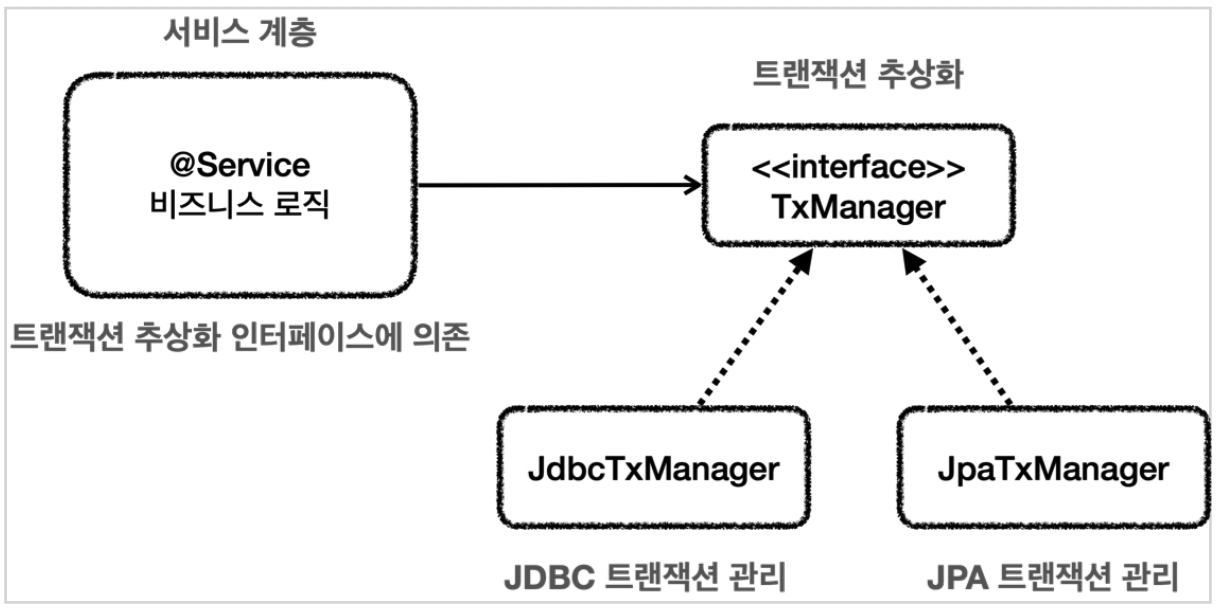 서비스 계층
@Service
비즈니스 로직
트랜잭션 추상화 인터페이스에 의존
트랜잭션 추상화
<<interface>>
TxManager
JdbcTxManager
JDBC 트랜잭션 관리
JpaTxManager
JPA 트랜잭션 관리